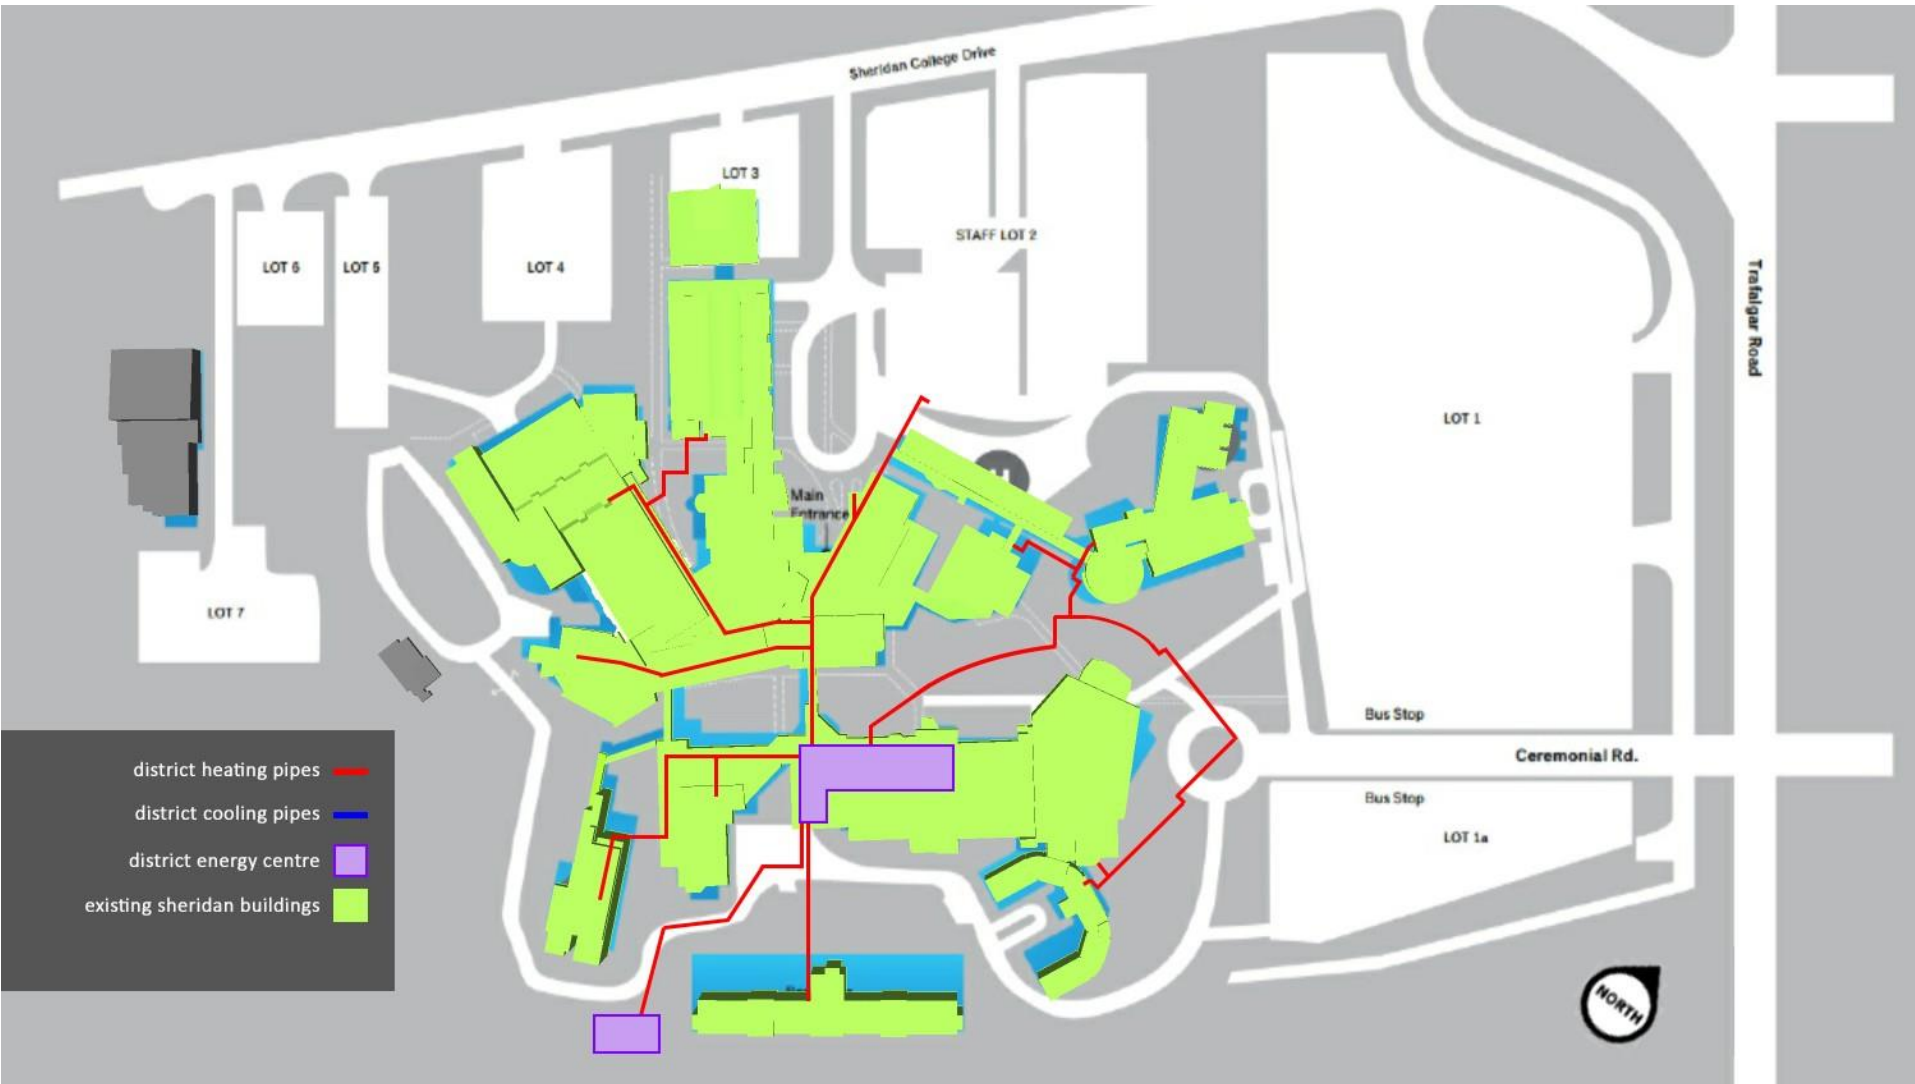 Sheridan College Drive
LOT 3
STAFF LOT 2
LOT 6
LOT 5
LOT 4
Trafalgar Road
LOT 1
Main
Entrance
LOT 7
Bus Stop
Ceremonial Rd.
Bus Stop
LOT 1a
district heating pipes
district cooling pipes
district energy centre
existing sheridan buildings
NORTH